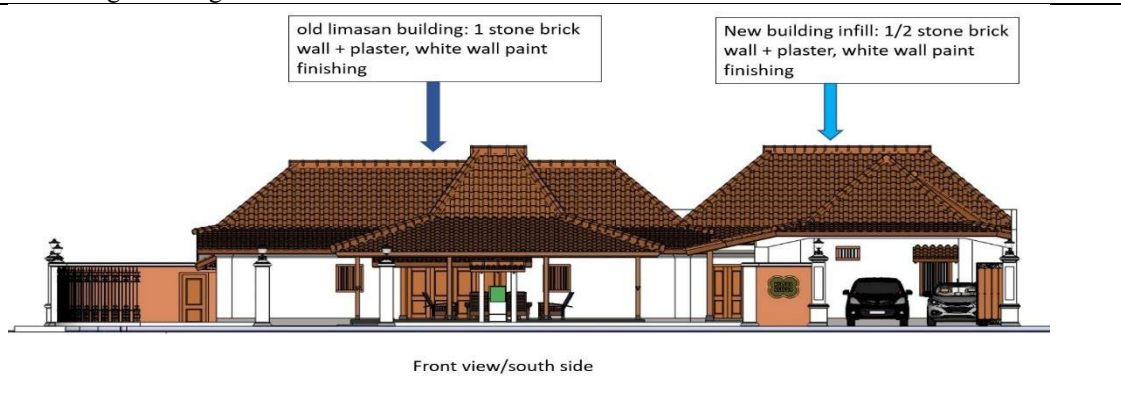 old limasan building: 1 stone brick
wall + plaster, white wall paint
finishing
New building infill: 1/2 stone brick
wall + plaster, white wall paint
finishing
Front view/south side